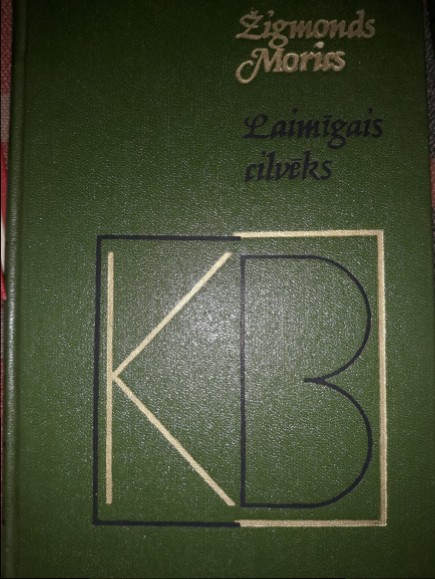 Žigmonds
Morics
Laimīgais
cilvēks
KB